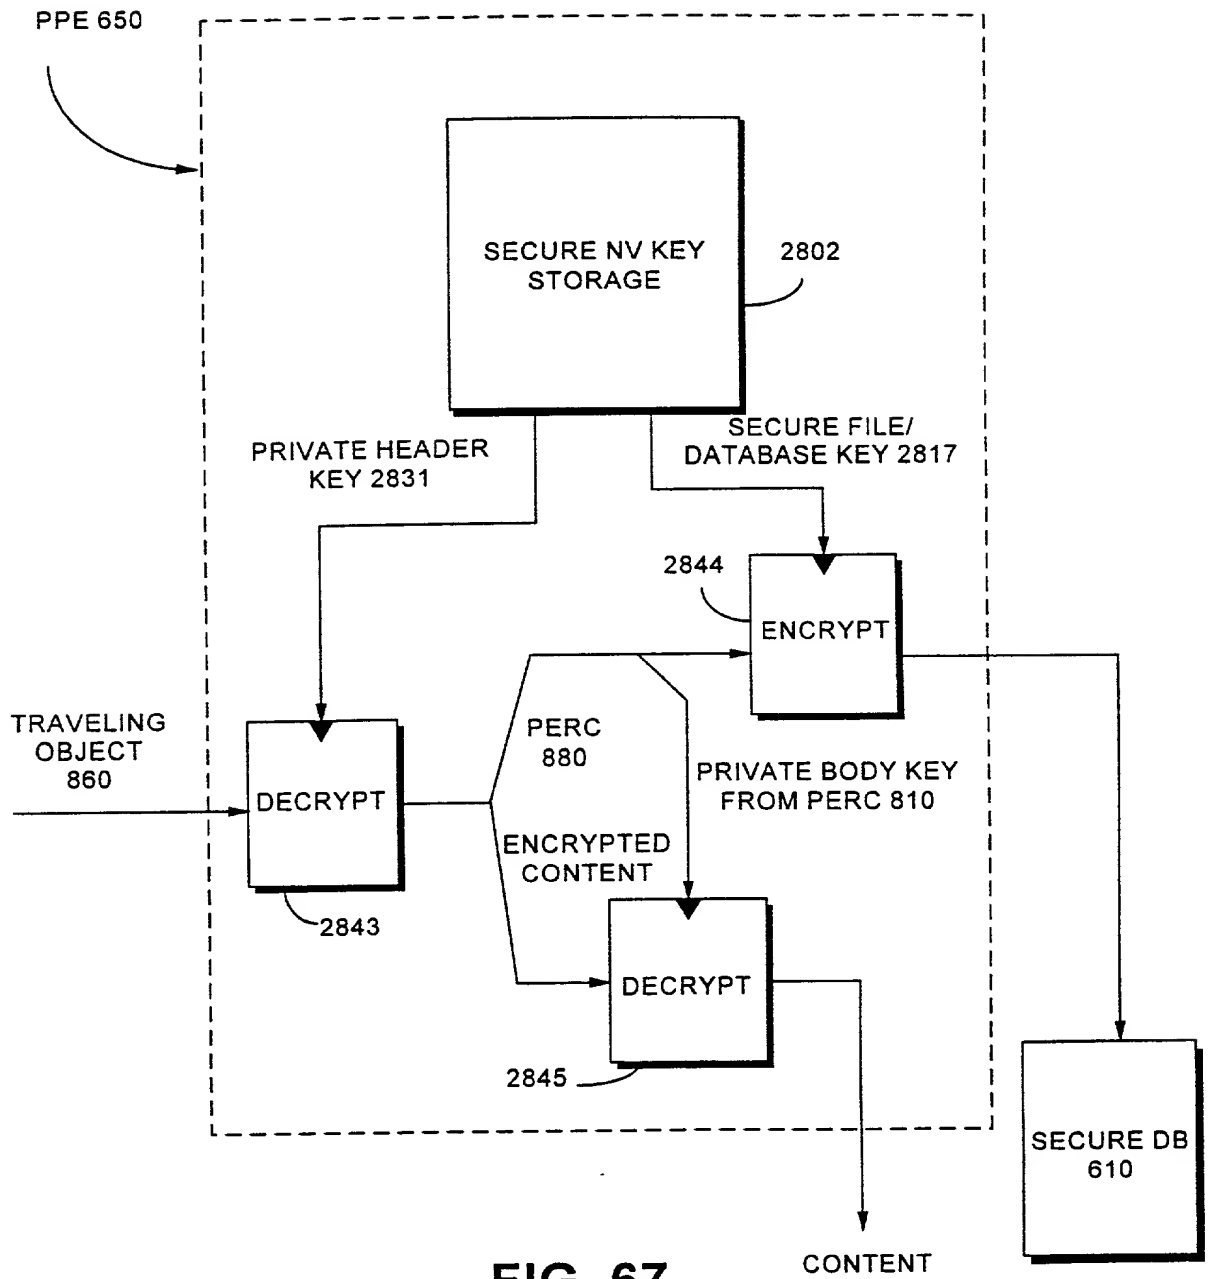 PPE 650
SECURE NV KEY
STORAGE
2802
PRIVATE HEADER
KEY 2831
SECURE FILE/
DATABASE KEY 2817
2844
ENCRYPT
TRAVELING
OBJECT
860
DECRYPT
PERC
880
PRIVATE BODY KEY
FROM PERC 810
ENCRYPTED
CONTENT
2843
DECRYPT
2845
SECURE DB
610
CONTENT
FIG. 67